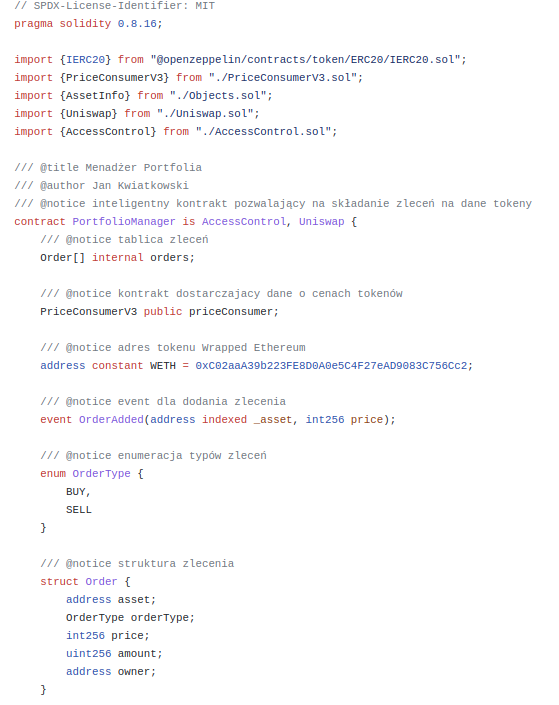 // SPDX-License-Identifier: MIT
pragma solidity 0.8.16;
import {IERC20} from "@openzeppelin/contracts/token/ERC20/IERC20.sol";
import {PriceConsumerV3} from "./PriceConsumerV3.sol";
import {AssetInfo} from "./Objects.sol";
import {Uniswap} from "./Uniswap.sol";
import {AccessControl} from "./AccessControl.sol";
/// @title Menadżer Portfolia
/// @author Jan Kwiatkowski
/// @notice inteligentny kontrakt pozwalający na składanie zleceń na dane tokeny
contract PortfolioManager is AccessControl, Uniswap {
/// @notice tablica zleceń
Order[] internal orders;
/// @notice kontrakt dostarczajacy dane o cenach tokenów
PriceConsumerV3 public priceConsumer;
/// @notice adres tokenu Wrapped Ethereum
address constant WETH = 0xC02aaA39b223FE8D0A0e5C4F27eAD9083C756Cc2;
/// @notice event dla dodania zlecenia
event OrderAdded(address indexed _asset, int256 price);
/// @notice enumeracja typów zleceń
enum OrderType {
BUY,
SELL
}
/// @notice struktura zlecenia
struct Order {
address asset;
OrderType orderType;
int256 price;
uint256 amount;
address owner;
}